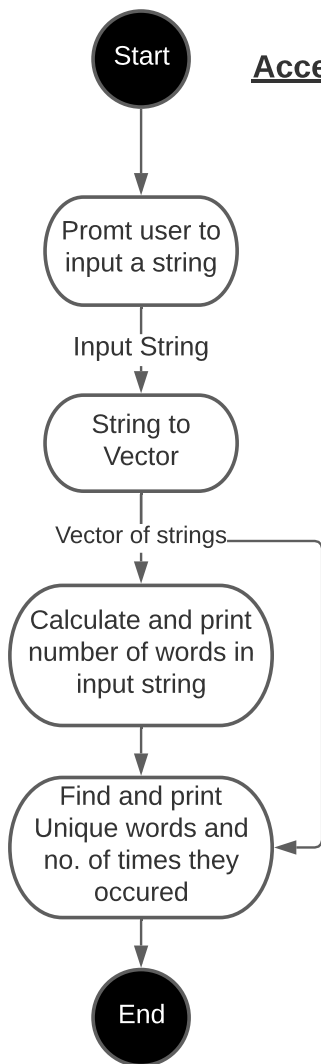 Start
Promt user to
input a string
Input String
String to
Vector
Vector of strings
Calculate and print
number of words in
input string
Find and print
Unique words and
no. of times they
occured
End